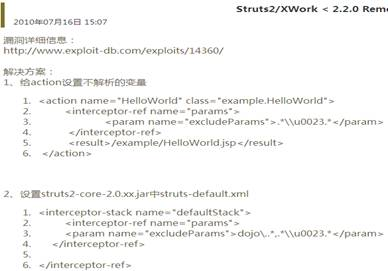 Struts2/XWork < 2.2.0 Remo
2010年07月16日 15:07
漏洞详细信息：
http://www.exploit-db.com/exploits/14360/
解决方案：
1、给action设置不解析的变量
1. <action name="HelloWorld" class="example.HelloWorld">
2. <interceptor-ref name="params">
3. <param name="excludeParams">.*\\u0023.*</param>
4. </interceptor-ref>
5. <result>/example/HelloWorld.jsp</result>
6. </action>
2、设置struts2-core-2.0.xx.jar中struts-default.xml
1. <interceptor-stack name="defaultStack">
2. <interceptor-ref name="params">
3. <param name="excludeParams">dojo\..*,.*\\u0023.*</param>
4. </interceptor-ref>
5.
6. </interceptor-ref>